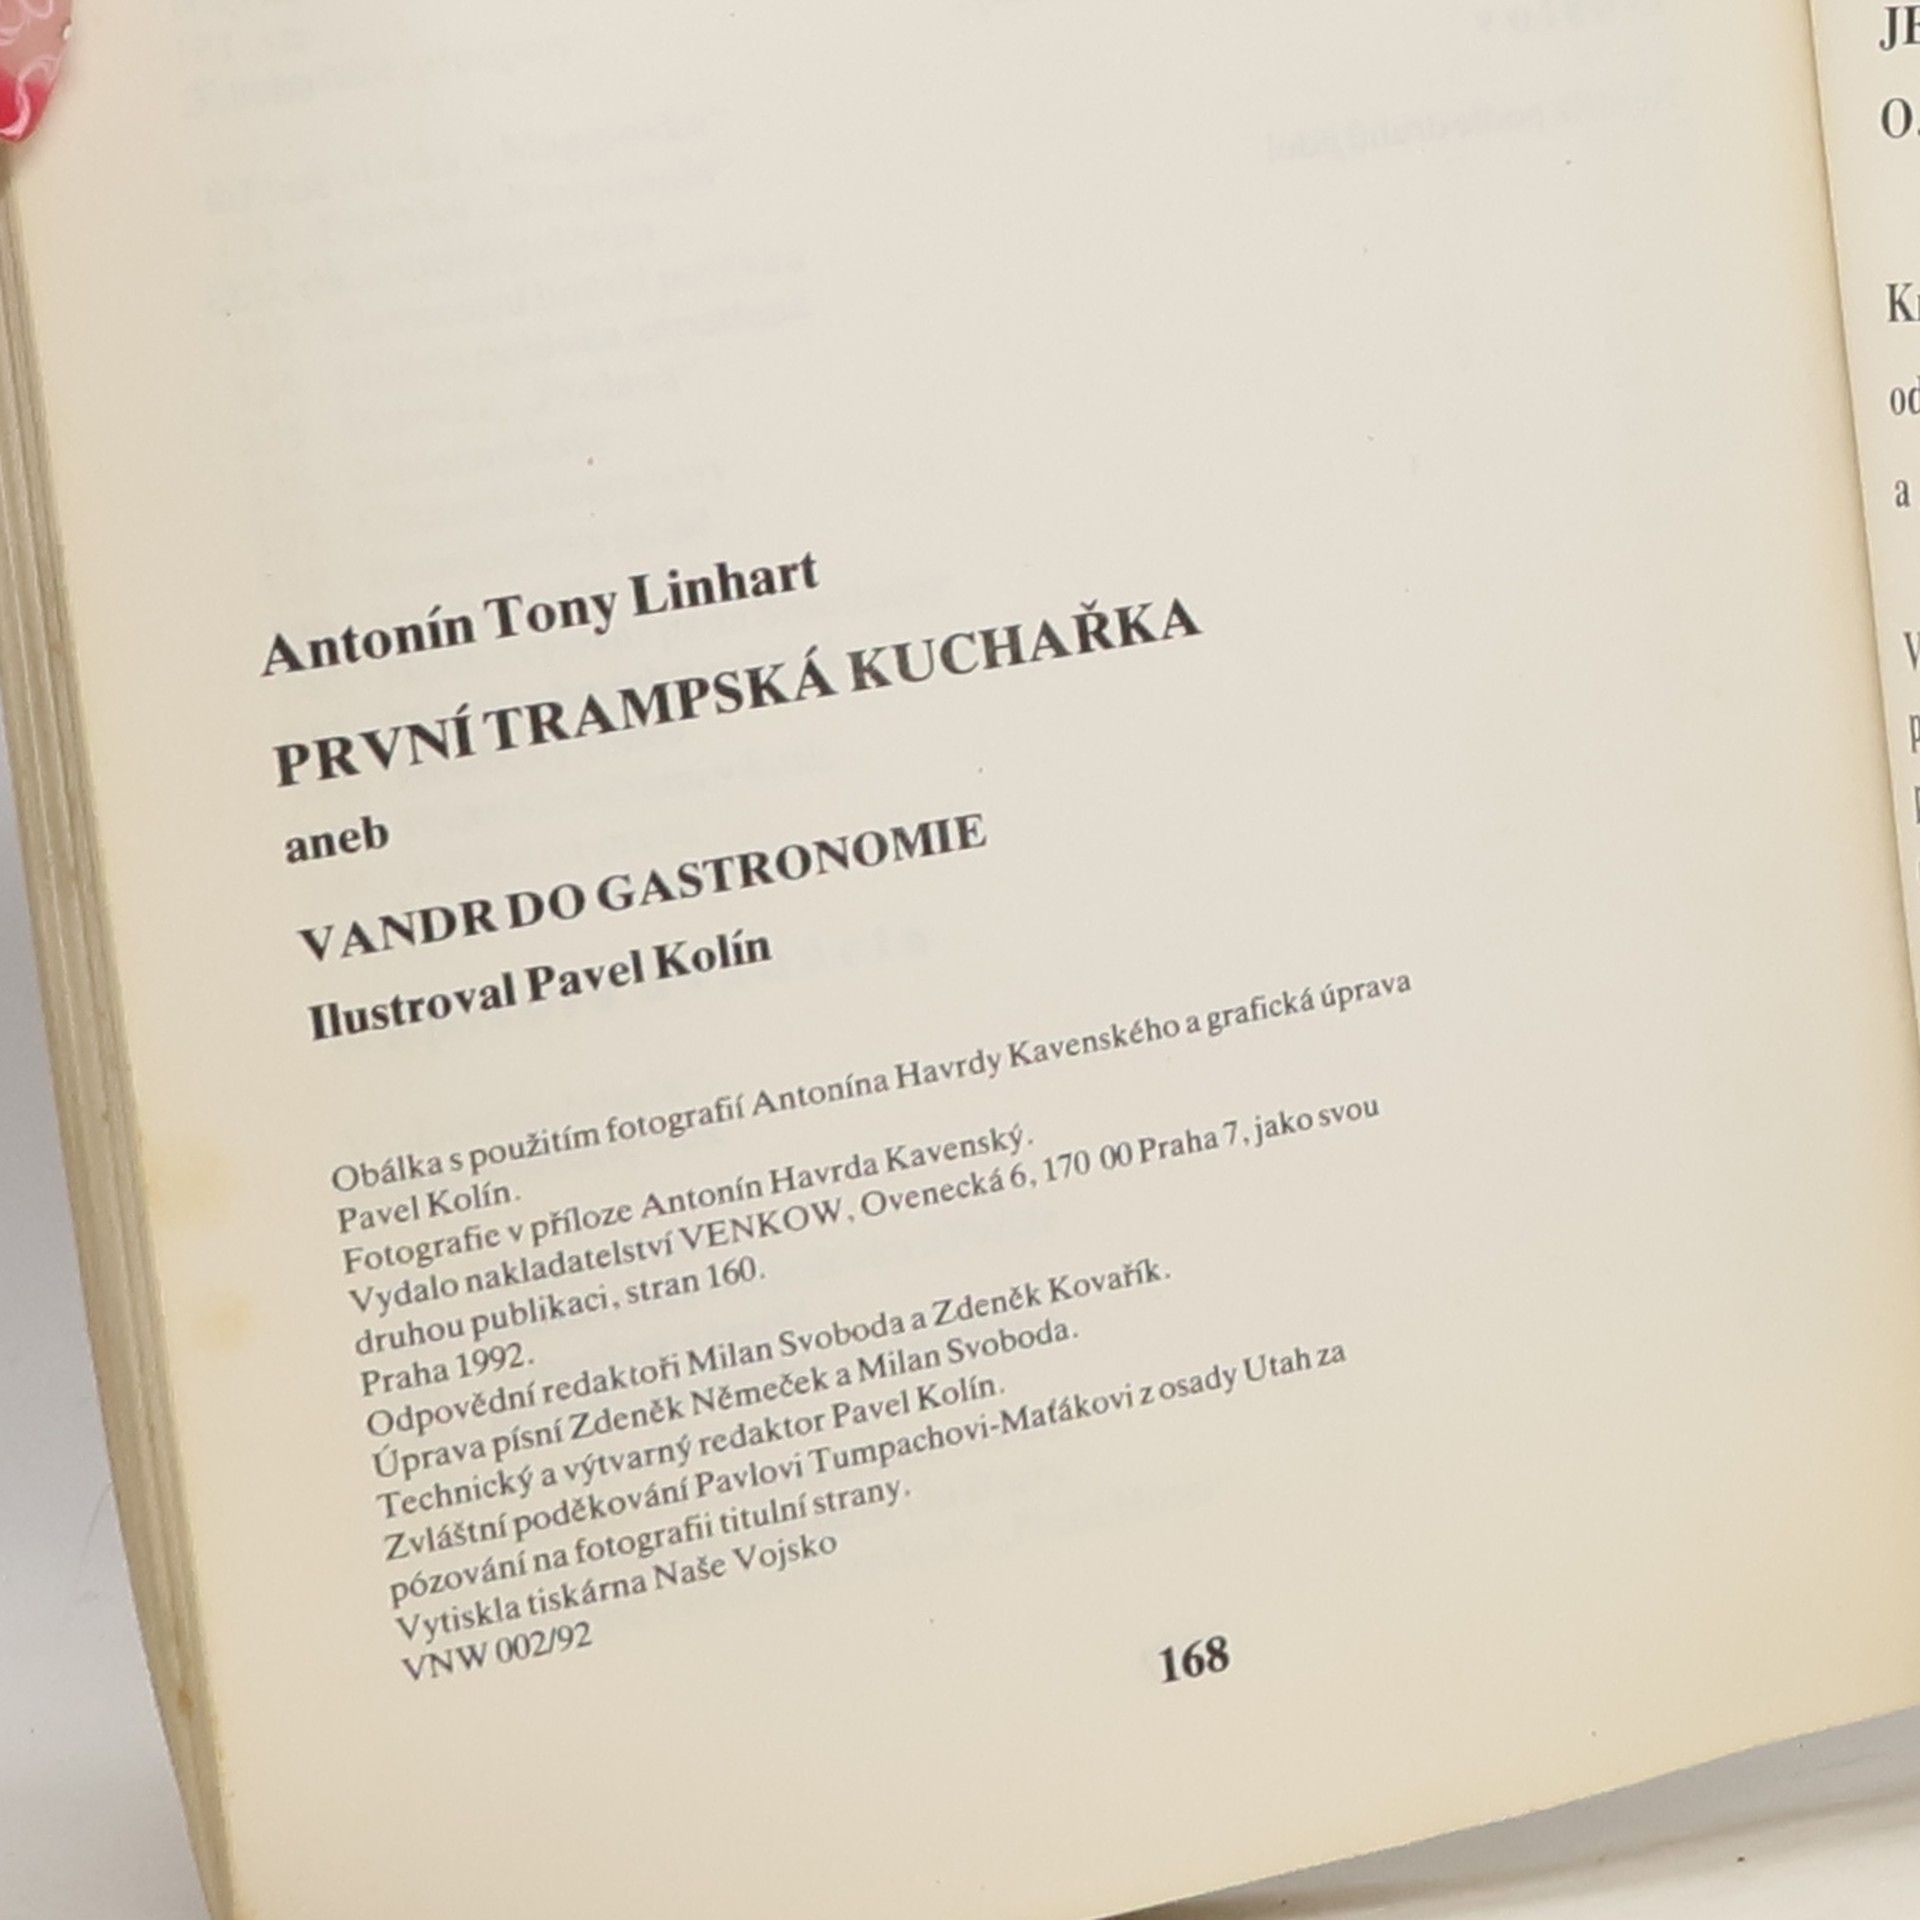 Antonín Tony Linhart
PRVNÍ TRAMPSKÁ KUCHAŘKA
aneb
VANDR DO GASTRONOMIE
Ilustroval Pavel Kolín
Obálka s použitím fotografií Antonína Havrdy Kavenského a grafická úprava
Pavel Kolín.
Fotografie v příloze Antonín Havrda Kavenský.
Vydalo nakladatelství VENKOW, Ovenecká 6, 170 00 Praha 7, jako svou
druhou publikaci, stran 160.
Praha 1992.
Odpovědní redaktoři Milan Svoboda a Zdeněk Kovařík.
Úprava písní Zdeněk Němeček a Milan Svoboda.
Technický a výtvarný redaktor Pavel Kolín.
Zvláštní poděkování Pavlovi Tumpachovi-Maťákovi z osady Utah za
pózování na fotografii titulní strany.
Vytiskla tiskárna Naše Vojsko
VNW 002/92
168